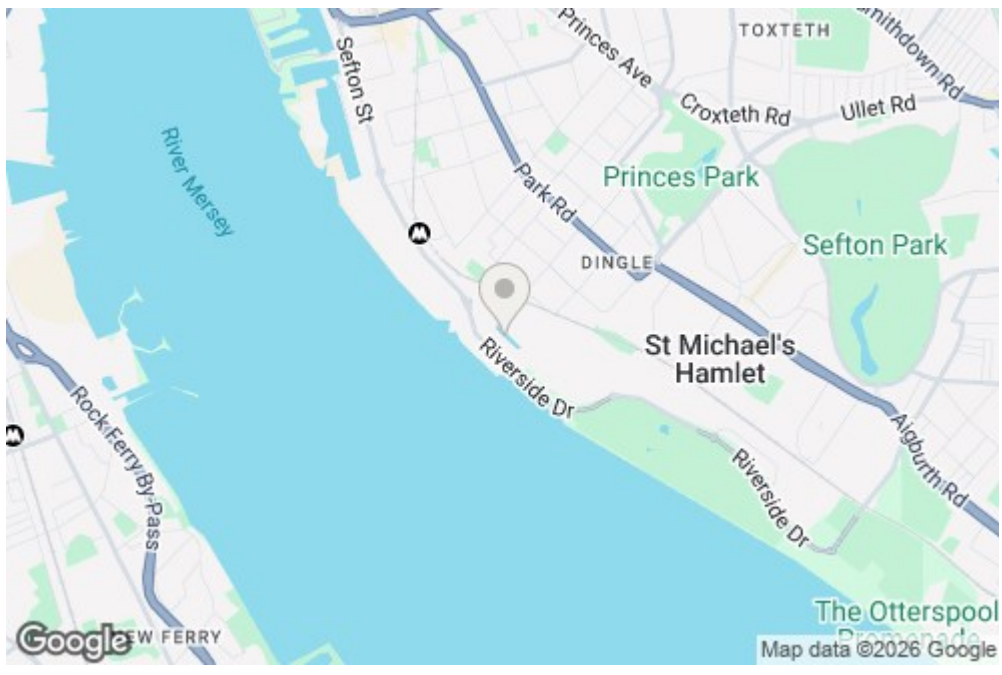 TOXTETH
Smithdown Rd
Princes Ave
Sefton St
Croxteth Rd
Ullet Rd
River Mersey
Park Rd
Princes Park
Sefton Park
DINGLE
St Michael's
Hamlet
Riverside Dr
Rock Ferry By-Pass
Aigburth Rd
Riverside Dr
The Otterspool
Promenade
NEW FERRY
Google
Map data ©2026 Google